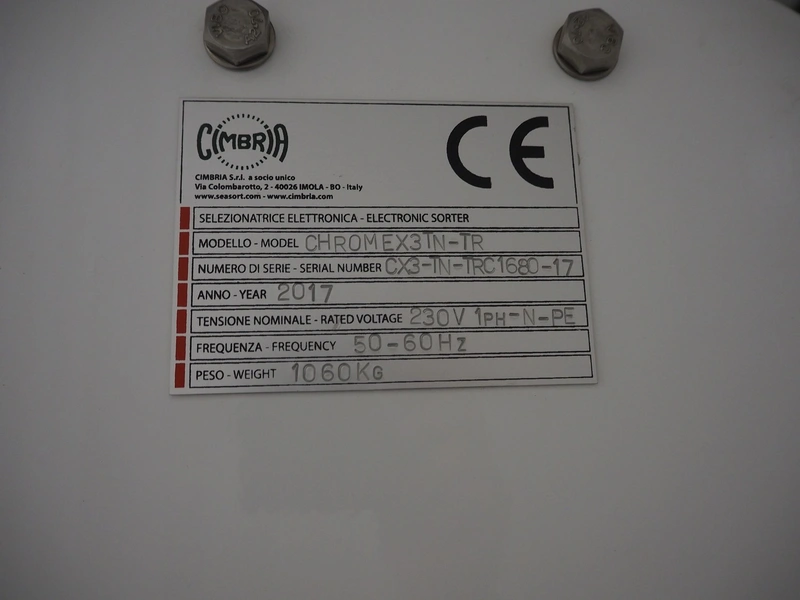 CIMBRIA
CE
CIMBRIA S.r.l. a socio unico
Via Colombarotto, 2 - 40026 IMOLA - BO - Italy
www.seasort.com - www.cimbria.com
SELEZIONATRICE ELETTRONICA - ELECTRONIC SORTER
MODELLO - MODEL CHROMEX3TN-TR
NUMERO DI SERIE - SERIAL NUMBER CX3-TN-TRC1680-17
ANNO - YEAR 2017
TENSIONE NOMINALE - RATED VOLTAGE 230V 1PH-N-PE
FREQUENZA - FREQUENCY 50-60Hz
PESO - WEIGHT 1060KG